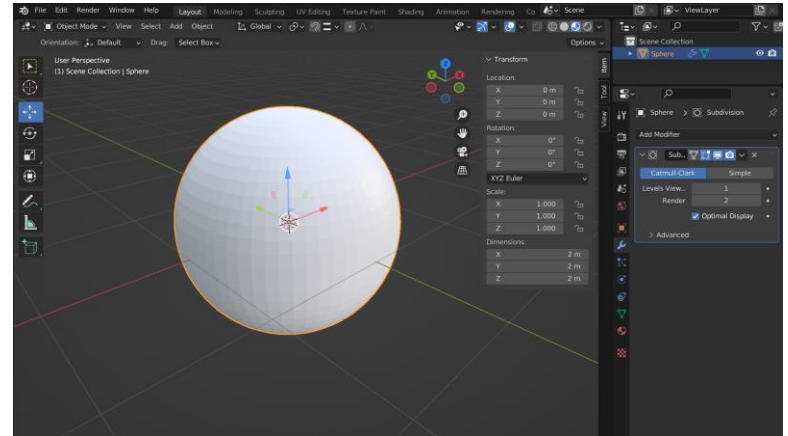 File Edit Render Window Help Layout Modeling Sculpting UV Editing Texture Paint Shading Animation Rendering Co Scene ViewLayer
Object Mode View Select Add Object Global
Orientation: Default Drag: Select Box Options
User Perspective
(1) Scene Collection | Sphere
Z
Transform
Location:
X 0 m
Y 0 m
Z 0 m
Rotation:
X 0°
Y 0°
Z 0°
XYZ Euler
Scale:
X 1.000
Y 1.000
Z 1.000
Dimensions:
X 2 m
Y 2 m
Z 2 m
Item
Tool
View
Scene Collection
Sphere
Sphere > Subdivision
Add Modifier
Sub..
Catmull-Clark Simple
Levels View... 1
Render 2
Optimal Display
> Advanced